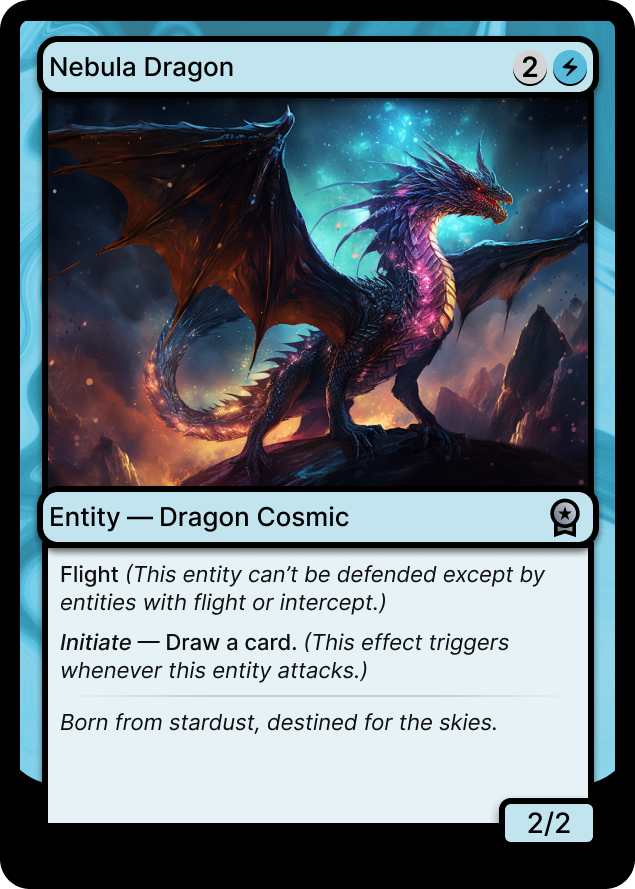 Nebula Dragon
2
Entity — Dragon Cosmic
Flight (This entity can’t be defended except by
entities with flight or intercept.)
Initiate — Draw a card. (This effect triggers
whenever this entity attacks.)
Born from stardust, destined for the skies.
2/2